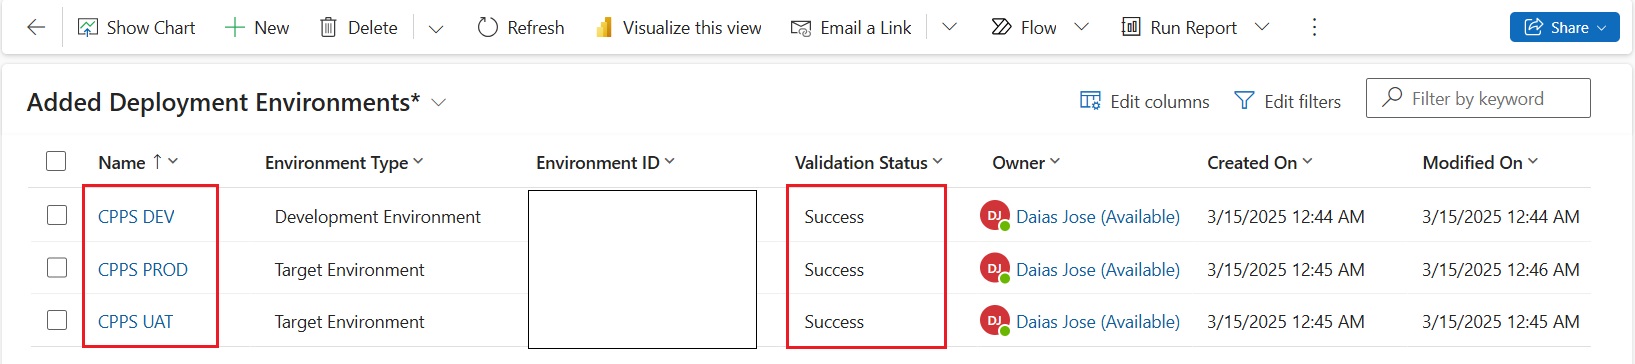 Show Chart New Delete Refresh Visualize this view Email a Link Flow Run Report Share
Added Deployment Environments* Edit columns Edit filters Filter by keyword
Name Environment Type Environment ID Validation Status Owner Created On Modified On
CPPS DEV Development Environment Success DJ Daias Jose (Available) 3/15/2025 12:44 AM 3/15/2025 12:44 AM
CPPS PROD Target Environment Success DJ Daias Jose (Available) 3/15/2025 12:45 AM 3/15/2025 12:46 AM
CPPS UAT Target Environment Success DJ Daias Jose (Available) 3/15/2025 12:45 AM 3/15/2025 12:45 AM